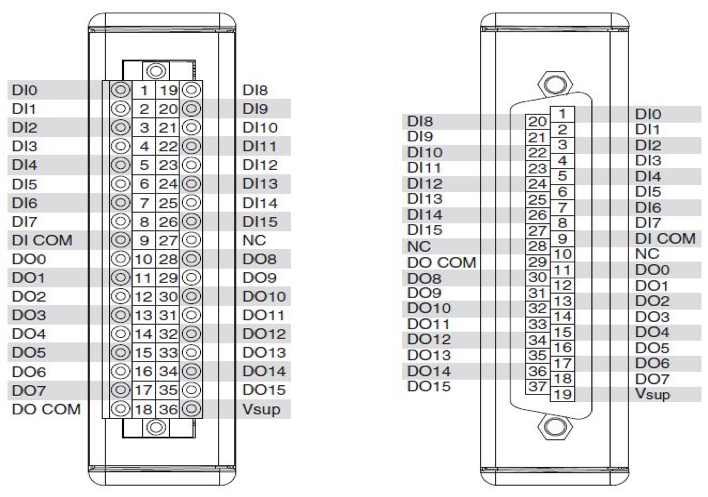 DI0 1 19 DI8
DI1 2 20 DI9
DI2 3 21 DI10
DI3 4 22 DI11
DI4 5 23 DI12
DI5 6 24 DI13
DI6 7 25 DI14
DI7 8 26 DI15
DI COM 9 27 NC
DO0 10 28 DO8
DO1 11 29 DO9
DO2 12 30 DO10
DO3 13 31 DO11
DO4 14 32 DO12
DO5 15 33 DO13
DO6 16 34 DO14
DO7 17 35 DO15
DO COM 18 36 Vsup
1 DI0
DI8 20
2 DI1
DI9 21
3 DI2
DI10 22
4 DI3
DI11 23
5 DI4
DI12 24
6 DI5
DI13 25
7 DI6
DI14 26
8 DI7
DI15 27
9 DI COM
NC 28
10 NC
DO COM 29
11 DO0
DO8 30
12 DO1
DO9 31
13 DO2
DO10 32
14 DO3
DO11 33
15 DO4
DO12 34
16 DO5
DO13 35
17 DO6
DO14 36
18 DO7
DO15 37
19 Vsup